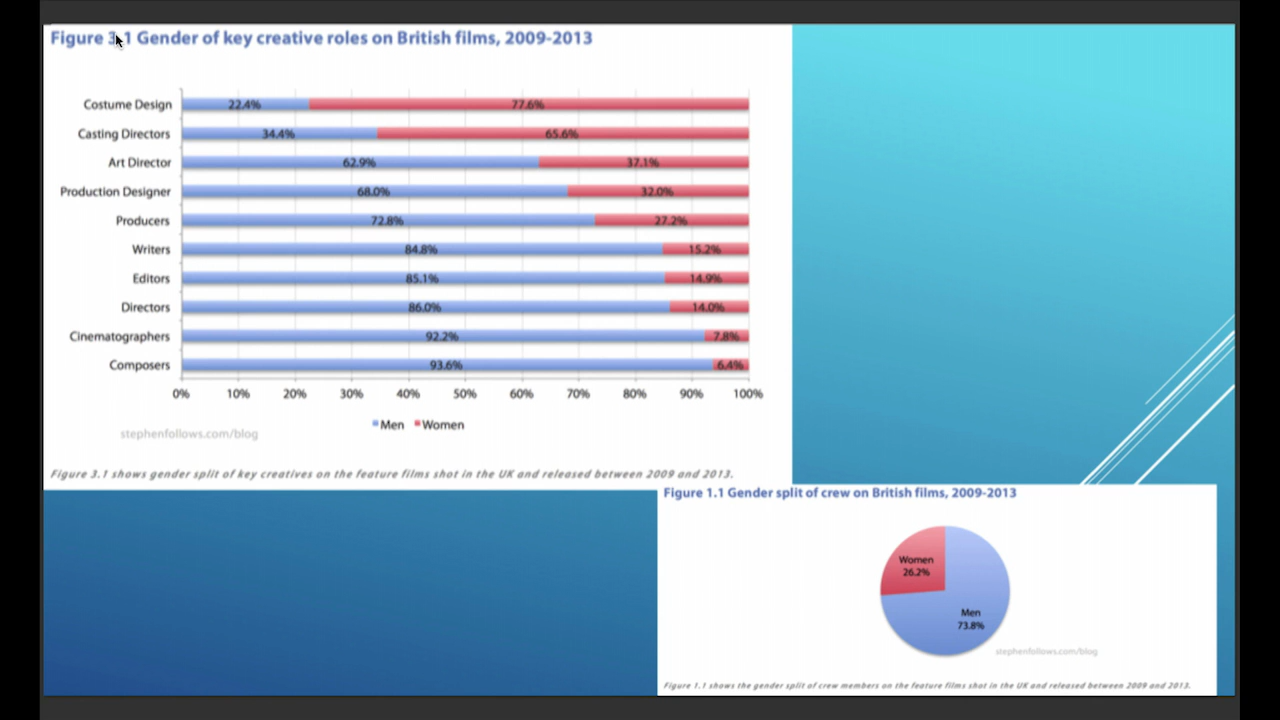 Figure 3.1 Gender of key creative roles on British films, 2009-2013
Costume Design 22.4% 77.6%
Casting Directors 34.4% 65.6%
Art Director 62.9% 37.1%
Production Designer 68.0% 32.0%
Producers 72.8% 27.2%
Writers 84.8% 15.2%
Editors 85.1% 14.9%
Directors 86.0% 14.0%
Cinematographers 92.2% 7.8%
Composers 93.6% 6.4%
0% 10% 20% 30% 40% 50% 60% 70% 80% 90% 100%
Men Women
stephenfollows.com/blog
Figure 3.1 shows gender split of key creatives on the feature films shot in the UK and released between 2009 and 2013.
Figure 1.1 Gender split of crew on British films, 2009-2013
Women
26.2%
Men
73.8%
stephenfollows.com/blog
Figure 1.1 shows the gender split of crew members on the feature films shot in the UK and released between 2009 and 2013.